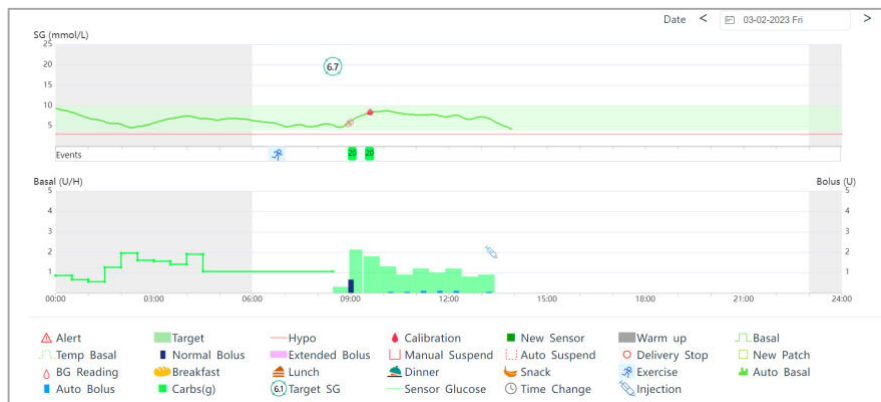 Date < 03-02-2023 Fri >
SG (mmol/L)
25
20
15
10
5
6.7
Events
20 20
Basal (U/H) Bolus (U)
5 5
4 4
3 3
2 2
1 1
00:00 03:00 06:00 09:00 12:00 15:00 18:00 21:00 24:00
Alert Target Hypo Calibration New Sensor Warm up Basal
Temp Basal Normal Bolus Extended Bolus Manual Suspend Auto Suspend Delivery Stop New Patch
BG Reading Breakfast Lunch Dinner Snack Exercise Auto Basal
Auto Bolus Carbs(g) 6.1 Target SG Sensor Glucose Time Change Injection